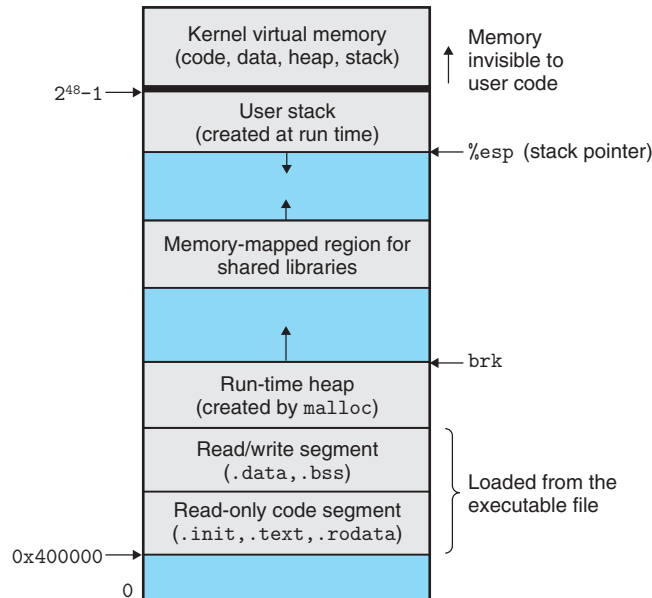 Kernel virtual memory
(code, data, heap, stack)
Memory
invisible to
user code
2⁴⁸-1
User stack
(created at run time)
%esp (stack pointer)
Memory-mapped region for
shared libraries
brk
Run-time heap
(created by malloc)
Read/write segment
(.data,.bss)
Loaded from the
executable file
Read-only code segment
(.init,.text,.rodata)
0x400000
0